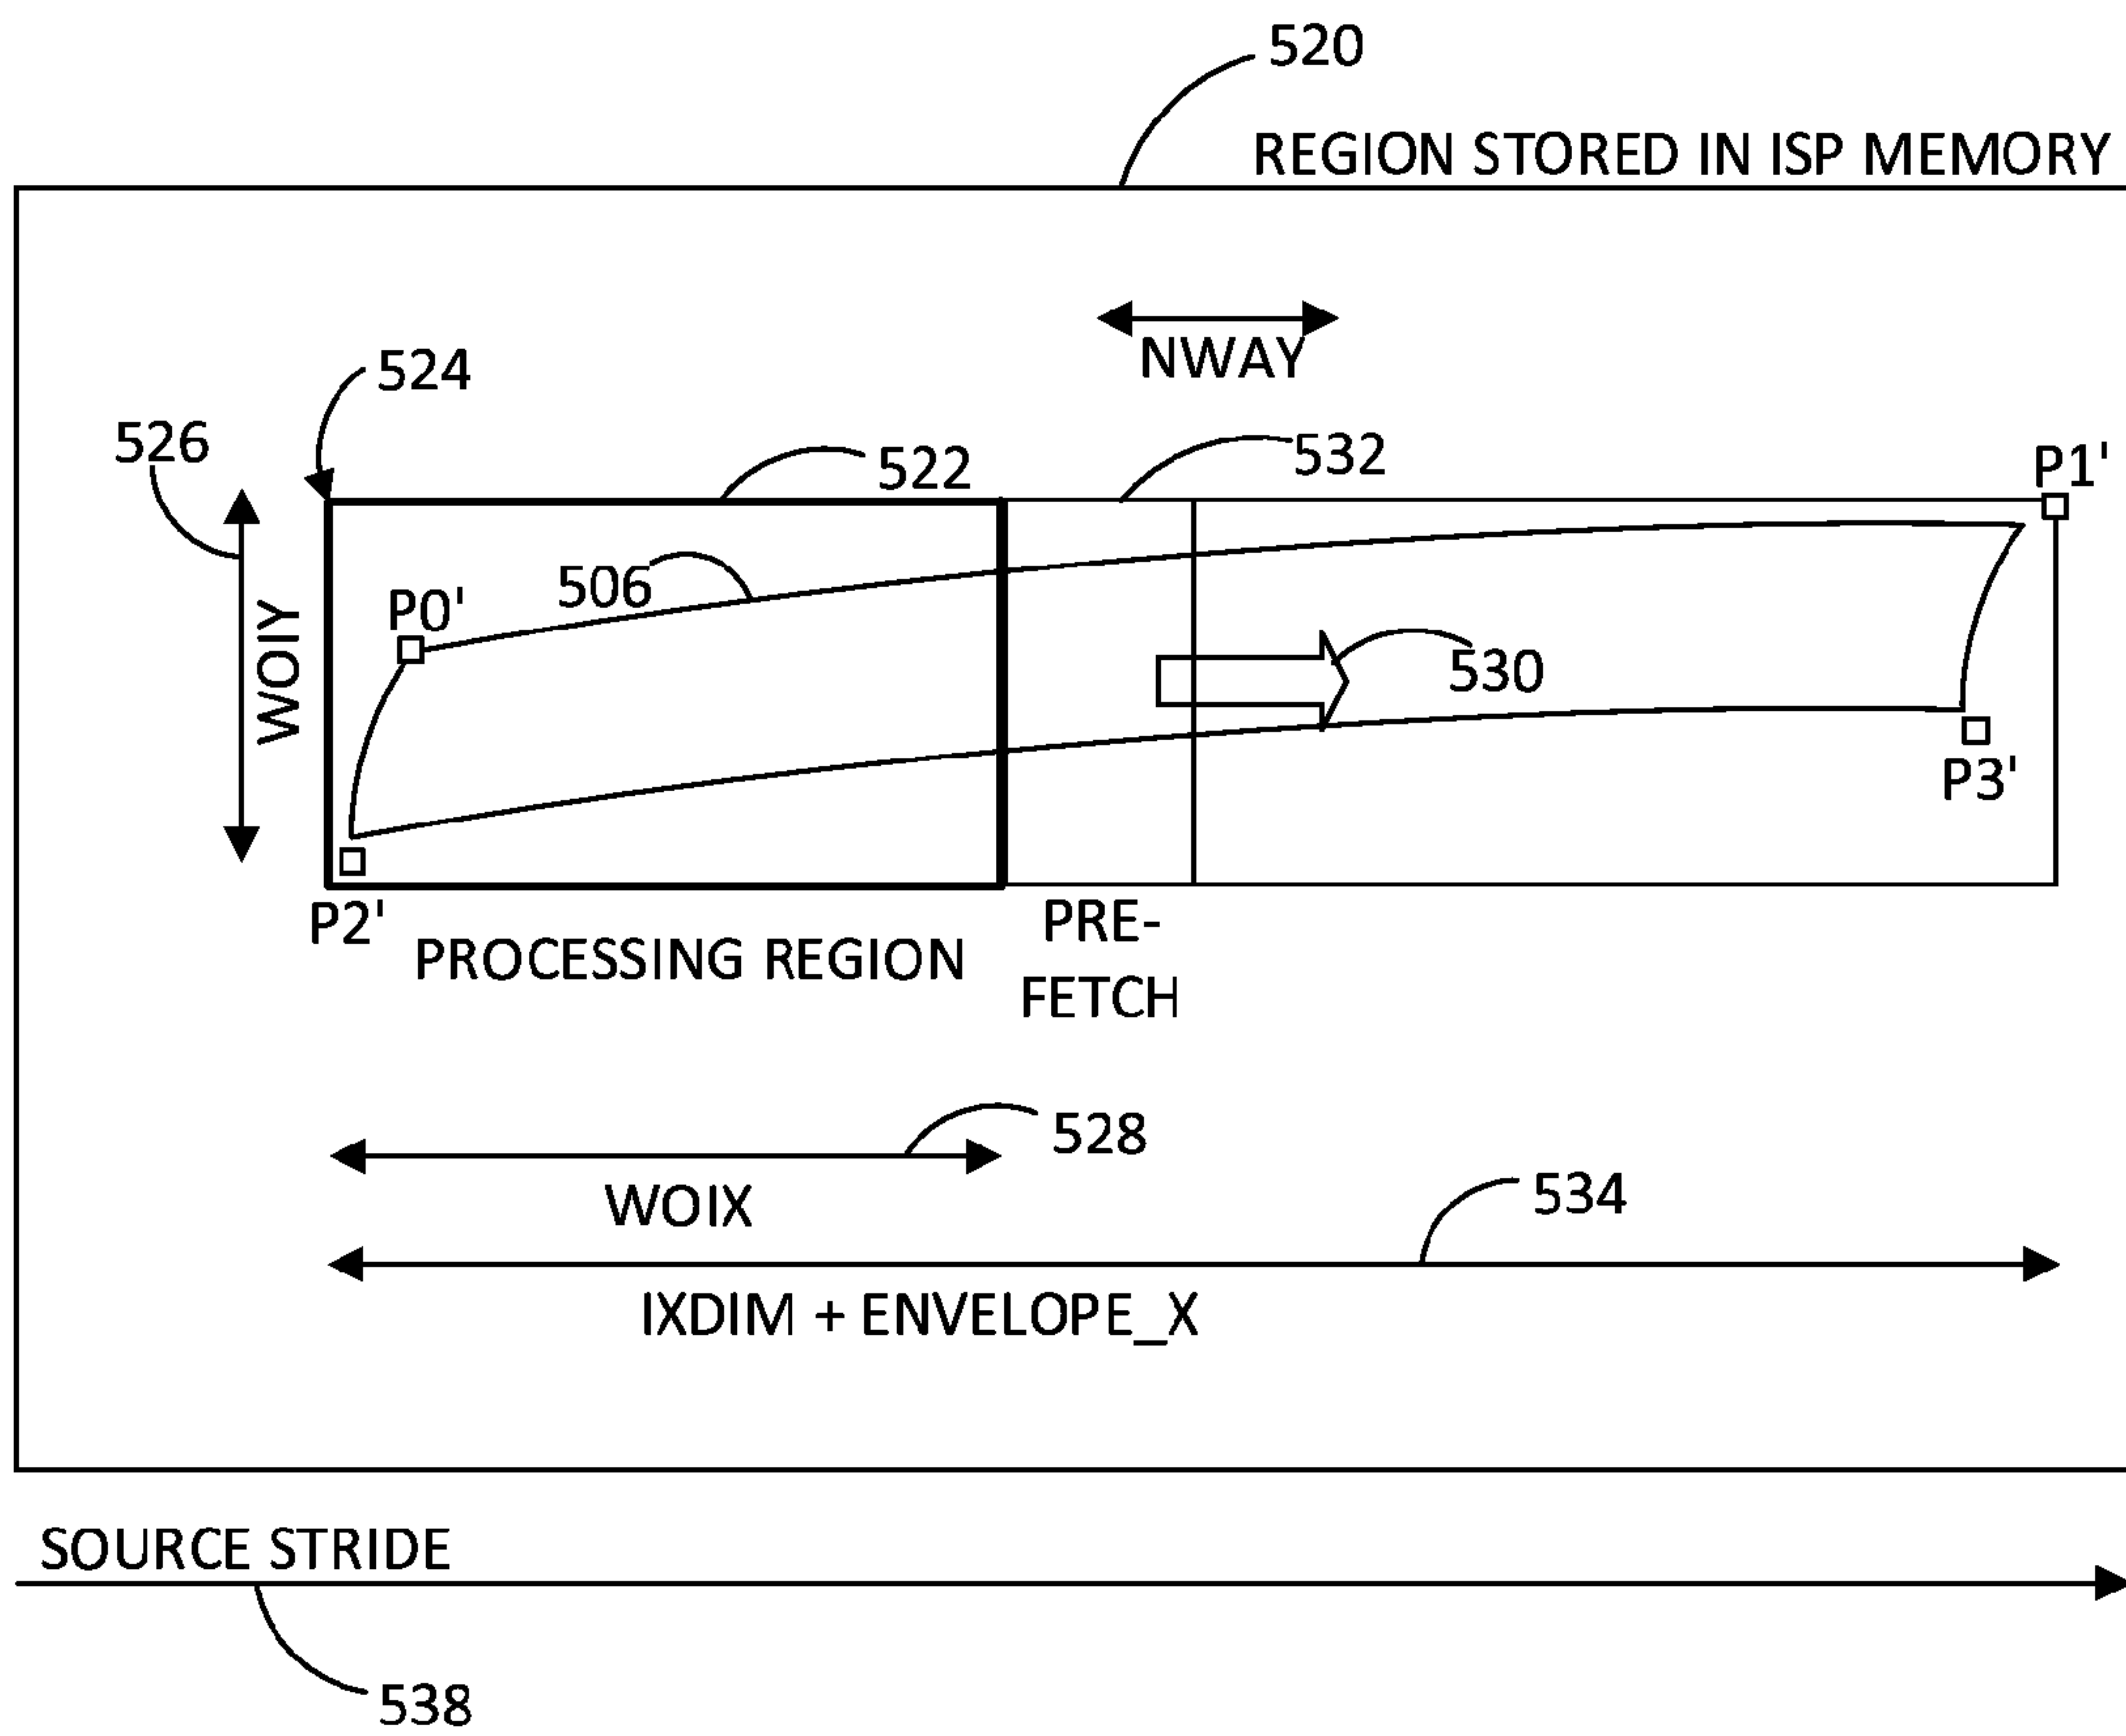 520
REGION STORED IN ISP MEMORY
NWAY
524
526
522
532
P1'
506
P0'
WOIY
530
P3'
P2'
PROCESSING REGION
PRE-
FETCH
528
WOIX
534
IXDIM + ENVELOPE_X
SOURCE STRIDE
538